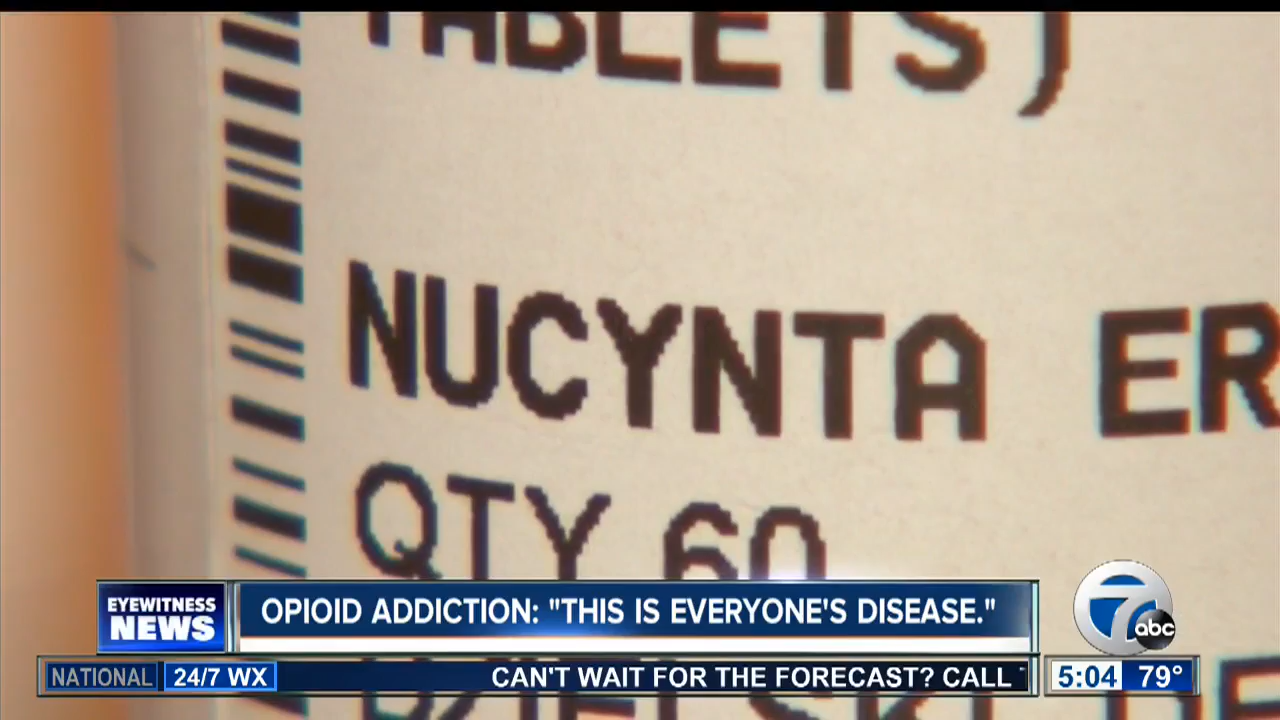 TABLETS)
NUCYNTA ER
QTY 60
EYEWITNESS
NEWS
OPIOID ADDICTION: "THIS IS EVERYONE'S DISEASE."
7
abc
NATIONAL
24/7 WX
CAN'T WAIT FOR THE FORECAST? CALL
5:04
79°